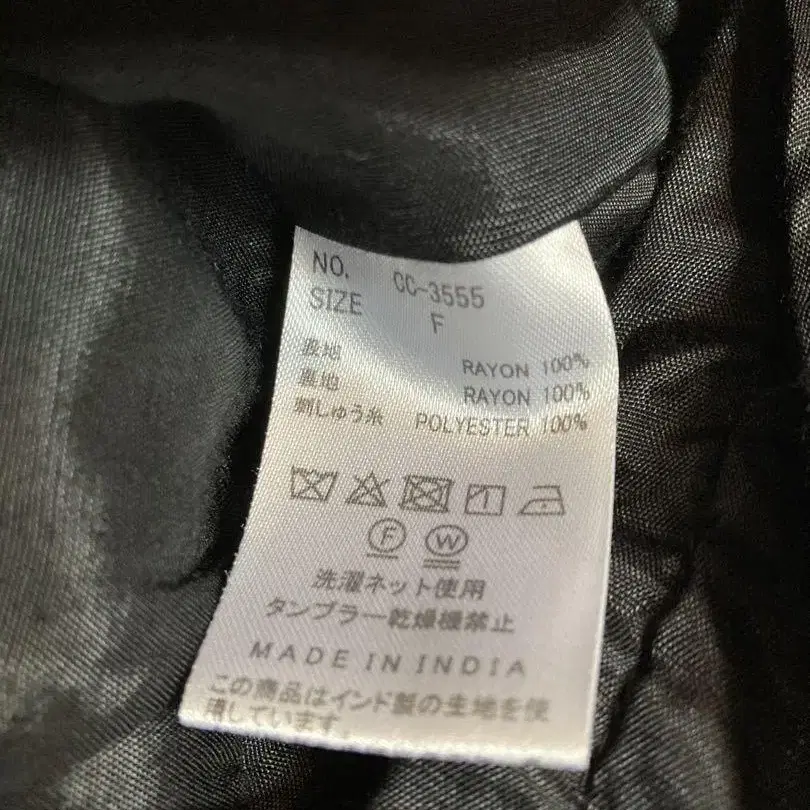 NO. CC-3555
SIZE F
表地 RAYON 100%
裏地 RAYON 100%
刺しゅう糸 POLYESTER 100%
F W
洗濯ネット使用
タンブラー乾燥機禁止
MADE IN INDIA
この商品はインド製の生地を使
用しています。